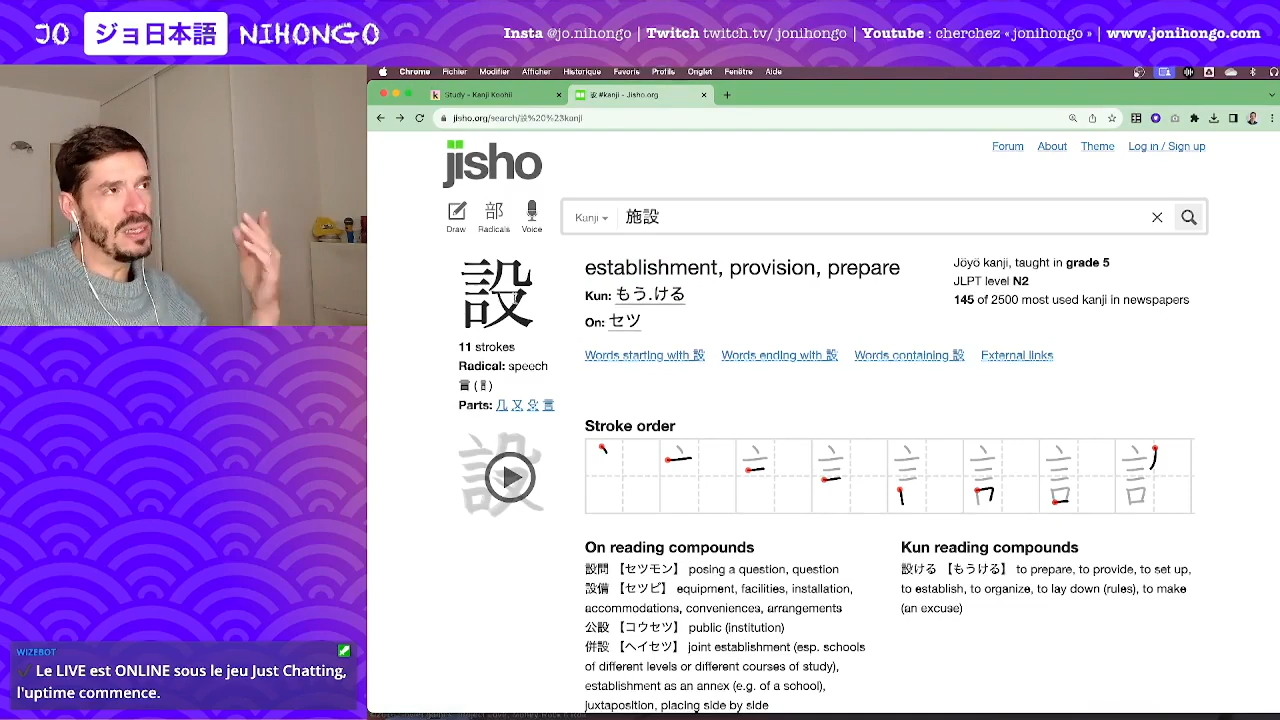 JO ジョ日本語 NIHONGO
Insta @jo.nihongo | Twitch twitch.tv/ jonihongo | Youtube : cherchez « jonihongo » | www.jonihongo.com
Chrome Fichier Modifier Afficher Historique Favoris Profils Onglet Fenêtre Aide
Study - Kanji Koohii
設 #kanji - Jisho.org
jisho.org/search/設%20%23kanji
jisho
Forum About Theme Log in / Sign up
部
Draw Radicals Voice
Kanji 施設
設
establishment, provision, prepare
Kun: もう.ける
On: セツ
Jōyō kanji, taught in grade 5
JLPT level N2
145 of 2500 most used kanji in newspapers
11 strokes
Radical: speech
言 (訁)
Parts: 几 又 殳 言
Words starting with 設 Words ending with 設 Words containing 設 External links
Stroke order
設
On reading compounds
設問 【セツモン】 posing a question, question
設備 【セツビ】 equipment, facilities, installation,
accommodations, conveniences, arrangements
公設 【コウセツ】 public (institution)
併設 【ヘイセツ】 joint establishment (esp. schools
of different levels or different courses of study),
establishment as an annex (e.g. of a school),
juxtaposition, placing side by side
Kun reading compounds
設ける 【もうける】 to prepare, to provide, to set up,
to establish, to organize, to lay down (rules), to make
(an excuse)
WIZEBOT
Le LIVE est ONLINE sous le jeu Just Chatting,
l'uptime commence.